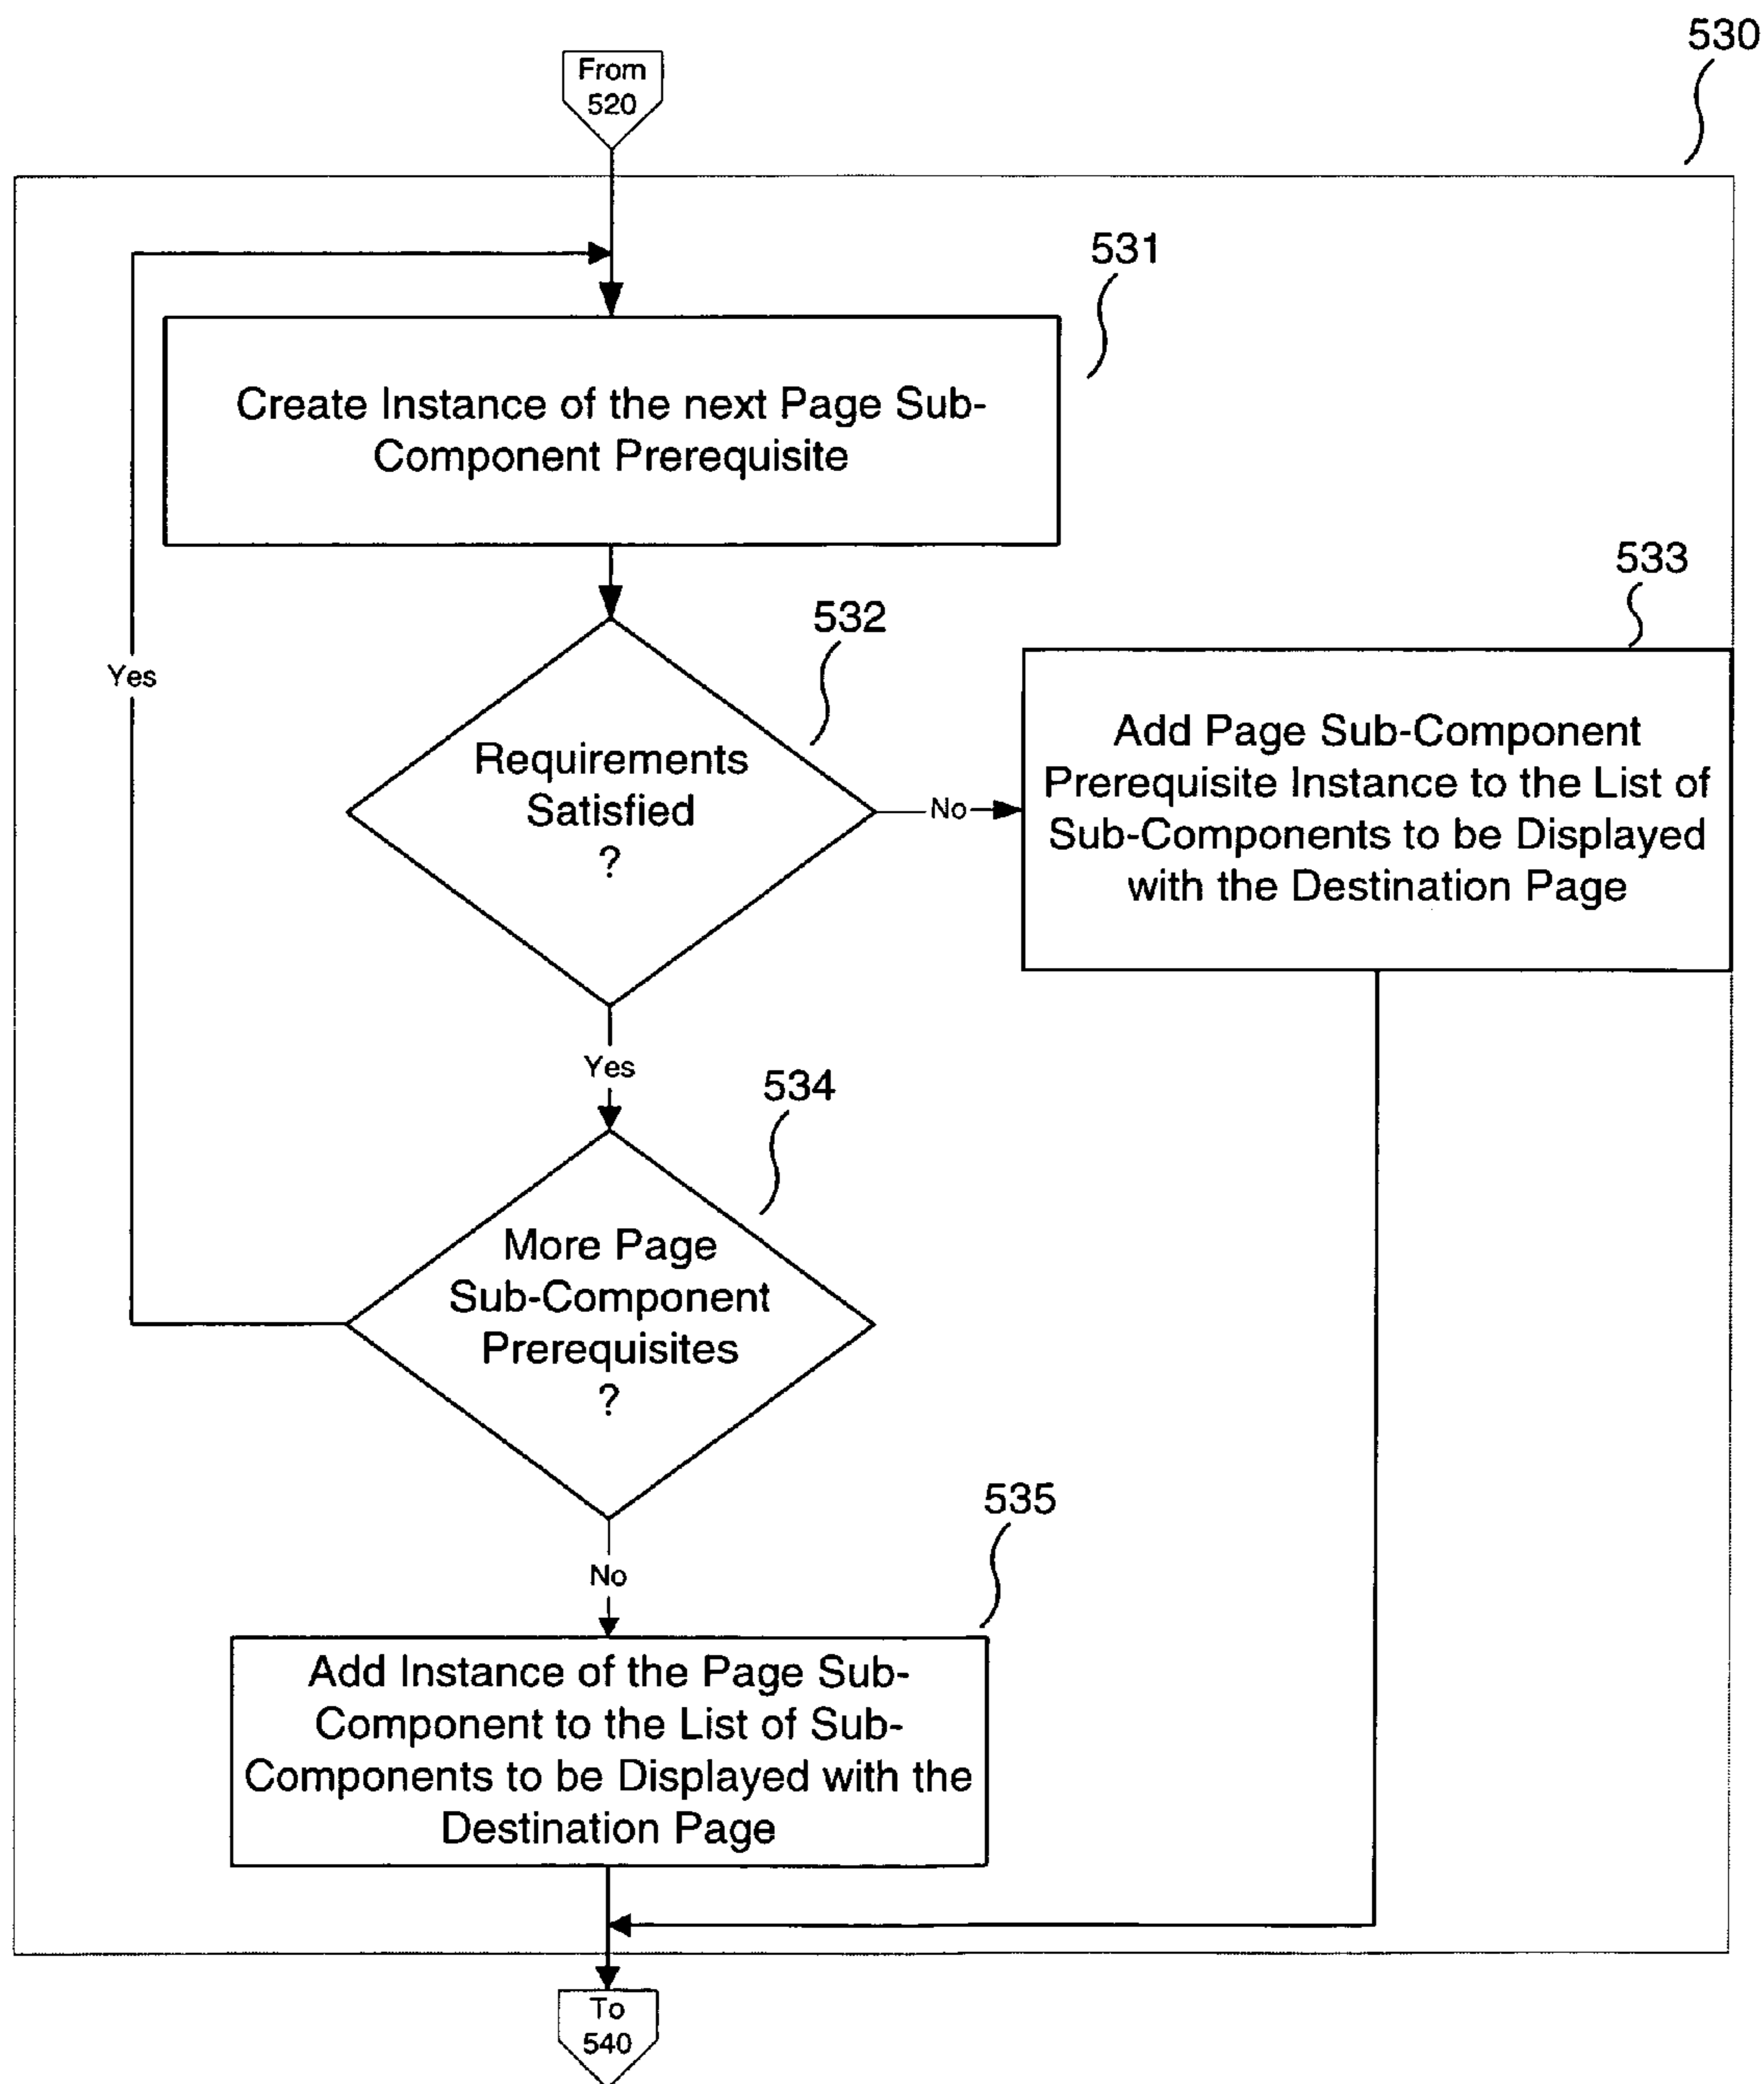 530
From
520
531
Create Instance of the next Page Sub-
Component Prerequisite
532
533
Yes
Requirements
Satisfied
?
No
Add Page Sub-Component
Prerequisite Instance to the List of
Sub-Components to be Displayed
with the Destination Page
Yes
534
More Page
Sub-Component
Prerequisites
?
535
No
Add Instance of the Page Sub-
Component to the List of Sub-
Components to be Displayed with the
Destination Page
To
540